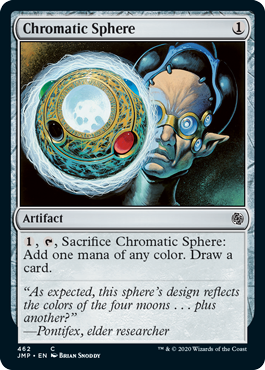 Chromatic Sphere 1
Artifact
1, T, Sacrifice Chromatic Sphere:
Add one mana of any color. Draw a
card.
“As expected, this sphere’s design reflects
the colors of the four moons . . . plus
another?”
—Pontifex, elder researcher
462 C
JMP • EN Brian Snoddy
™ & © 2020 Wizards of the Coast